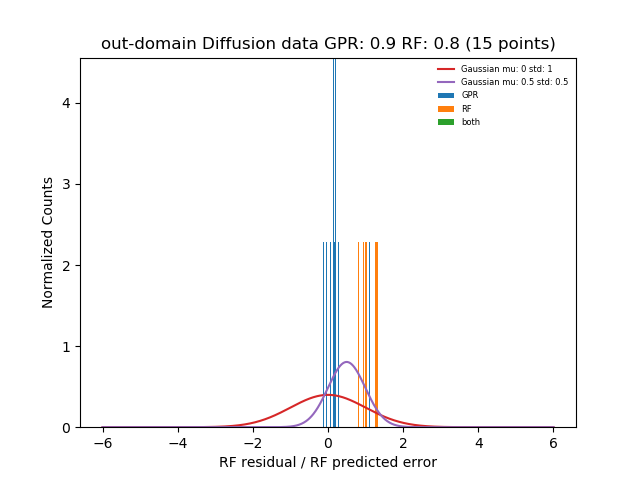 out-domain Diffusion data GPR: 0.9 RF: 0.8 (15 points)
Gaussian mu: 0 std: 1
Gaussian mu: 0.5 std: 0.5
GPR
RF
both
Normalized Counts
4
3
2
1
0
−6 −4 −2 0 2 4 6
RF residual / RF predicted error